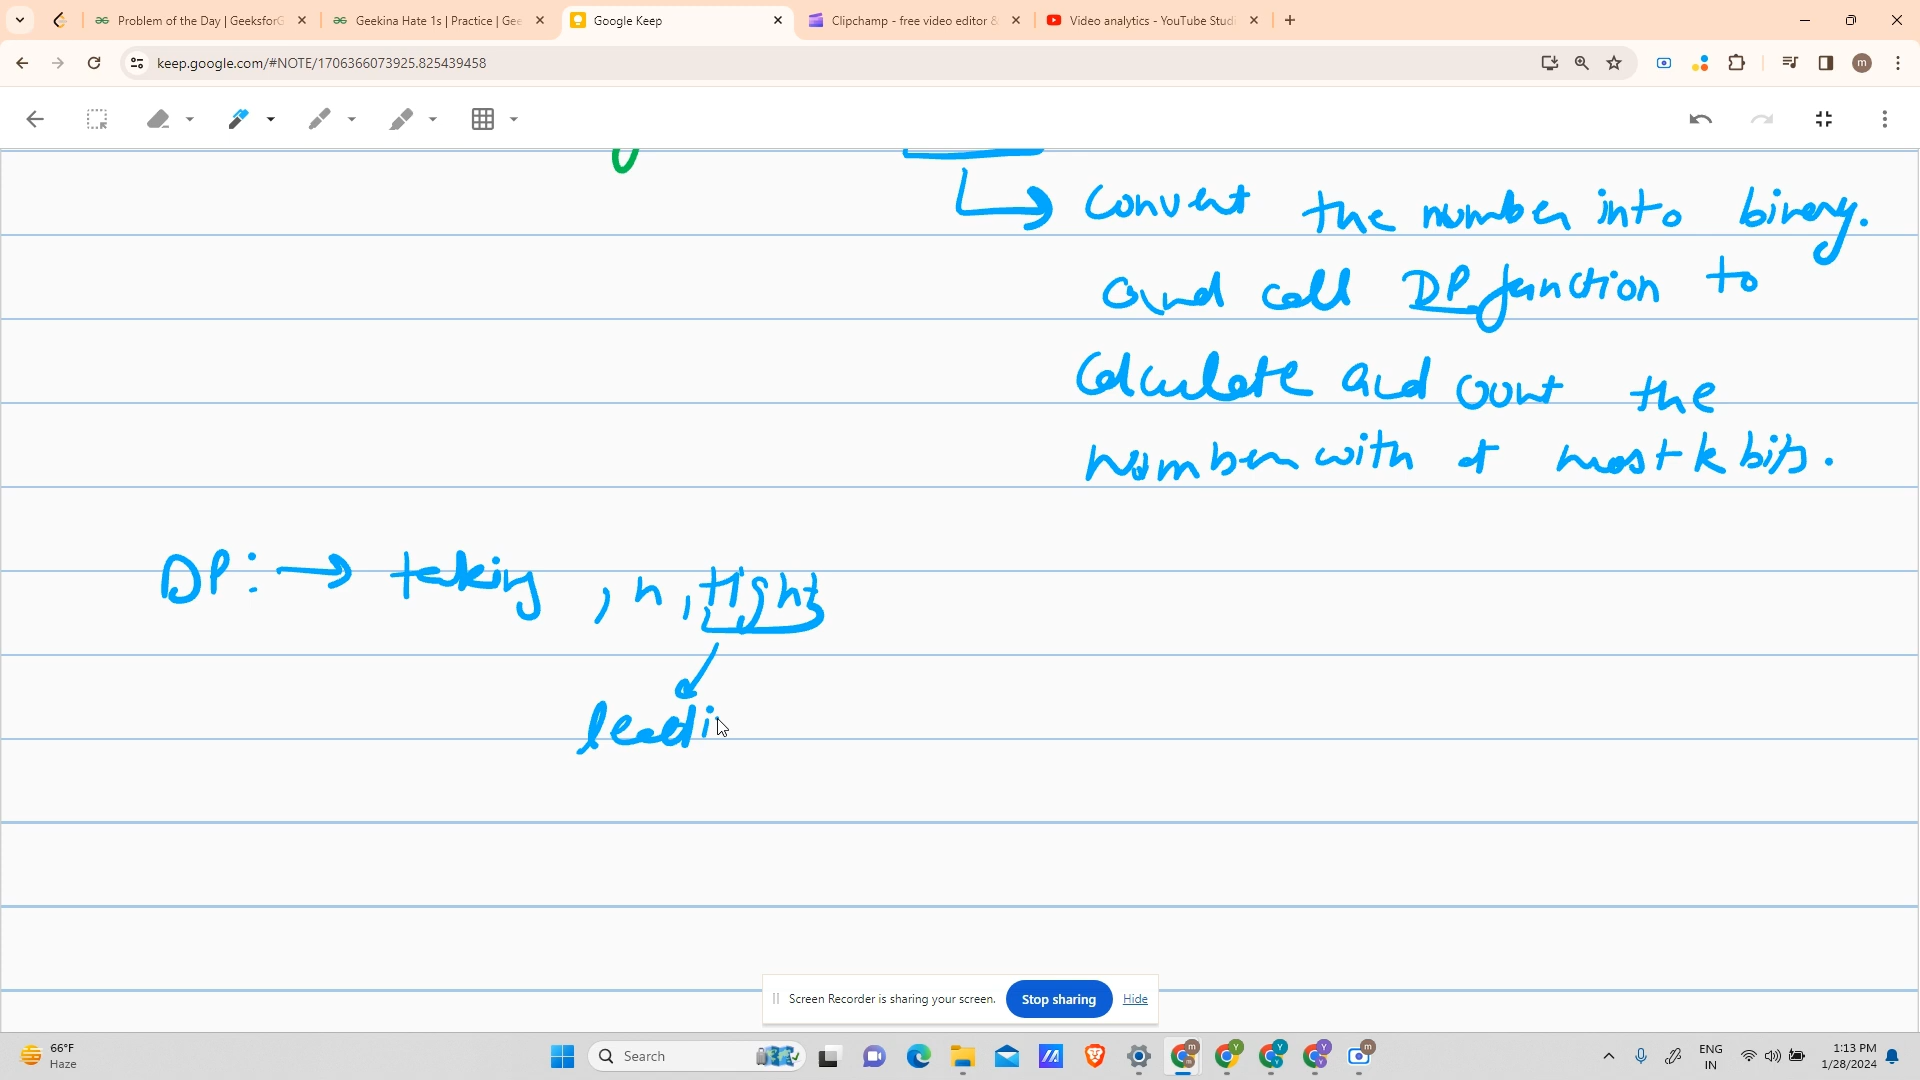 Problem of the Day | GeeksforG
Geekina Hate 1s | Practice | Gee
Google Keep
Clipchamp - free video editor &
Video analytics - YouTube Studi
keep.google.com/#NOTE/1706366073925.825439458
m
Convert the number into binary.
and call DP function to
Calculate and count the
number with at most k bits.
DP: → taking , n, tight
leadi
Screen Recorder is sharing your screen. Stop sharing Hide
66°F
Haze
Search
ENG
IN
1:13 PM
1/28/2024